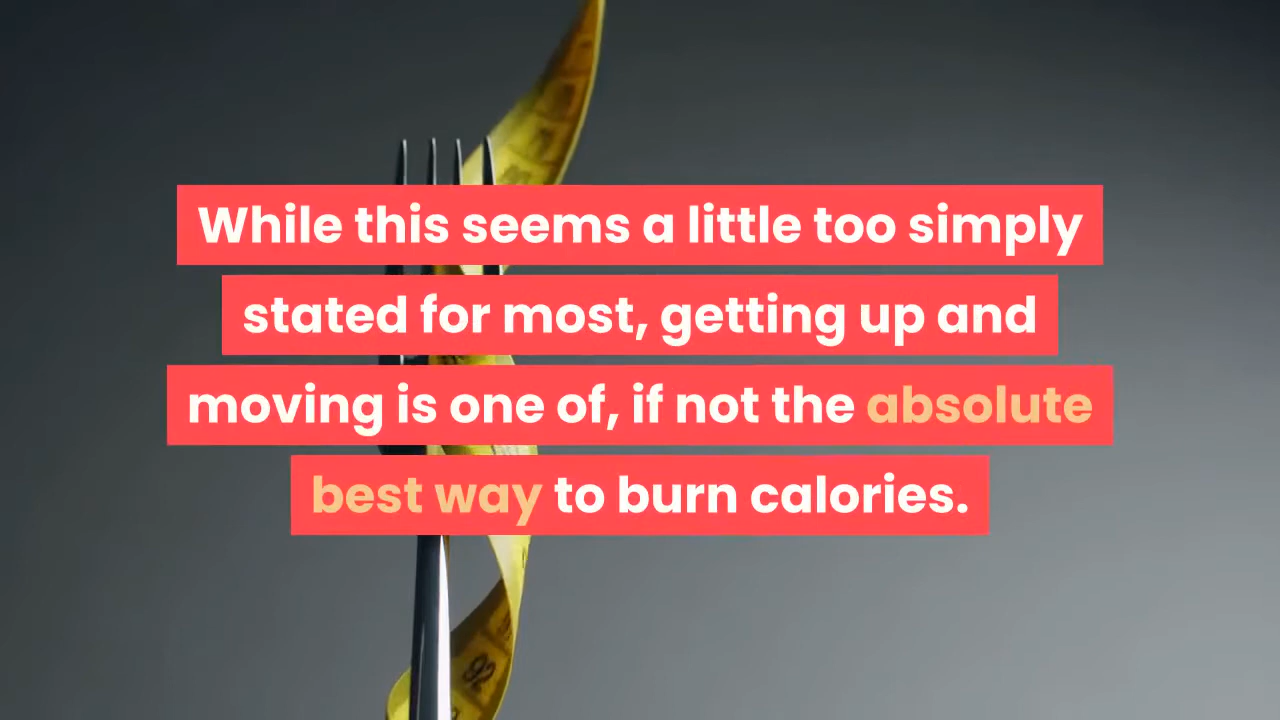 While this seems a little too simply
stated for most, getting up and
moving is one of, if not the absolute
best way to burn calories.